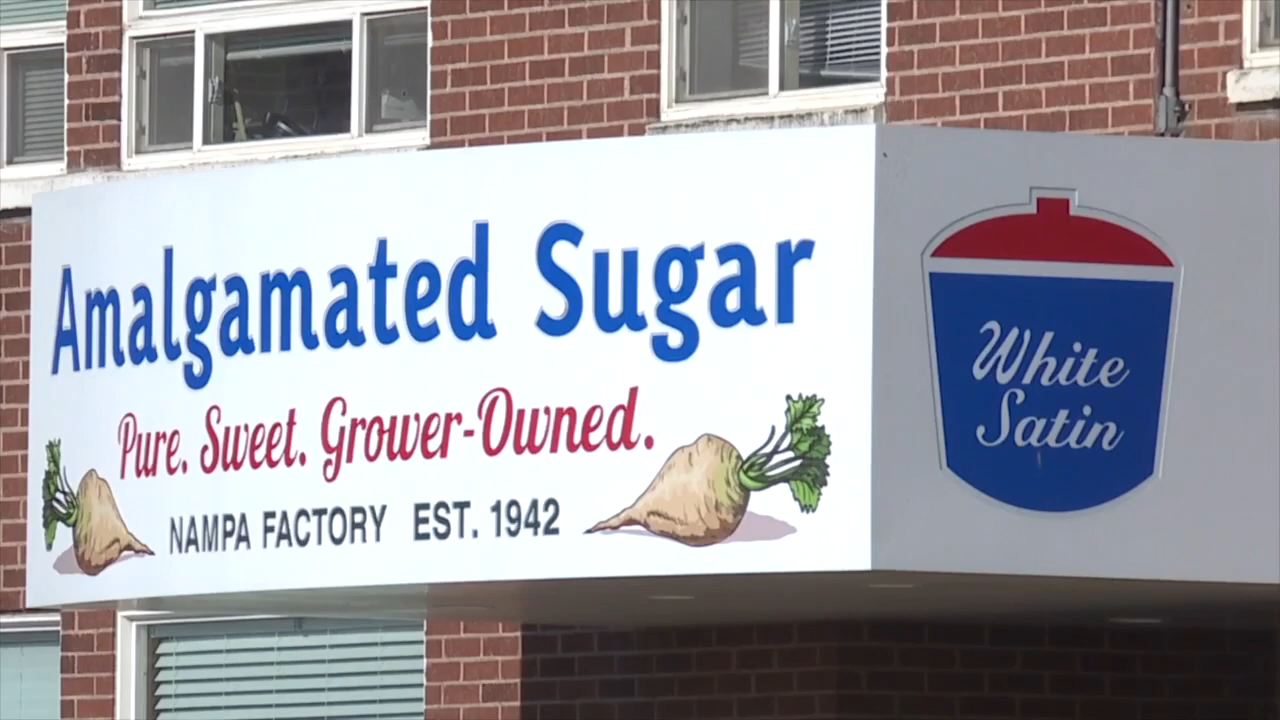 Amalgamated Sugar
Pure. Sweet. Grower-Owned.
NAMPA FACTORY EST. 1942
White
Satin